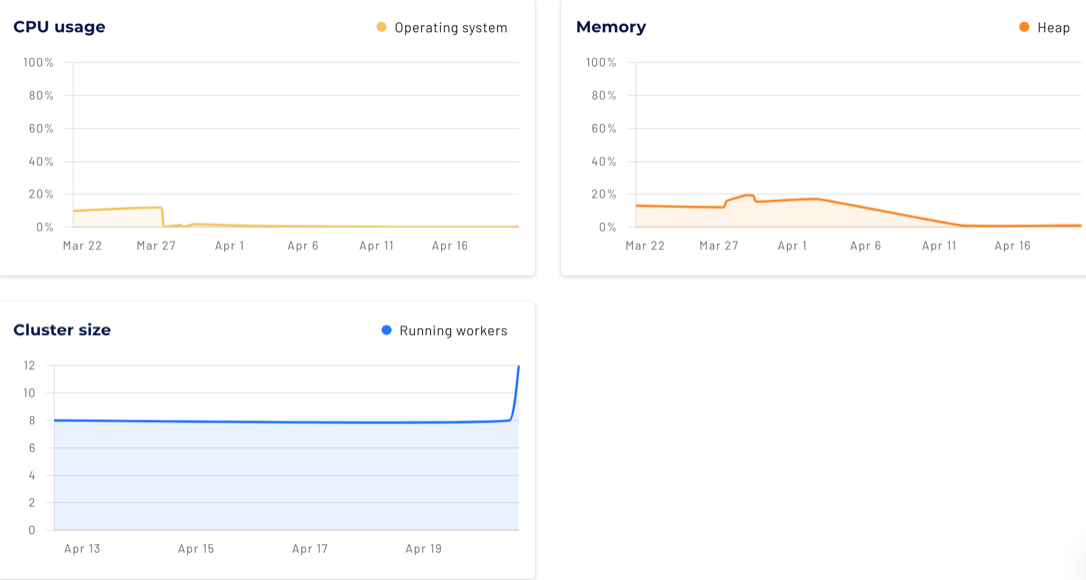 CPU usage
Operating system
100%
80%
60%
40%
20%
0%
Mar 22 Mar 27 Apr 1 Apr 6 Apr 11 Apr 16
Memory
Heap
100%
80%
60%
40%
20%
0%
Mar 22 Mar 27 Apr 1 Apr 6 Apr 11 Apr 16
Cluster size
Running workers
12
10
8
6
4
2
0
Apr 13 Apr 15 Apr 17 Apr 19